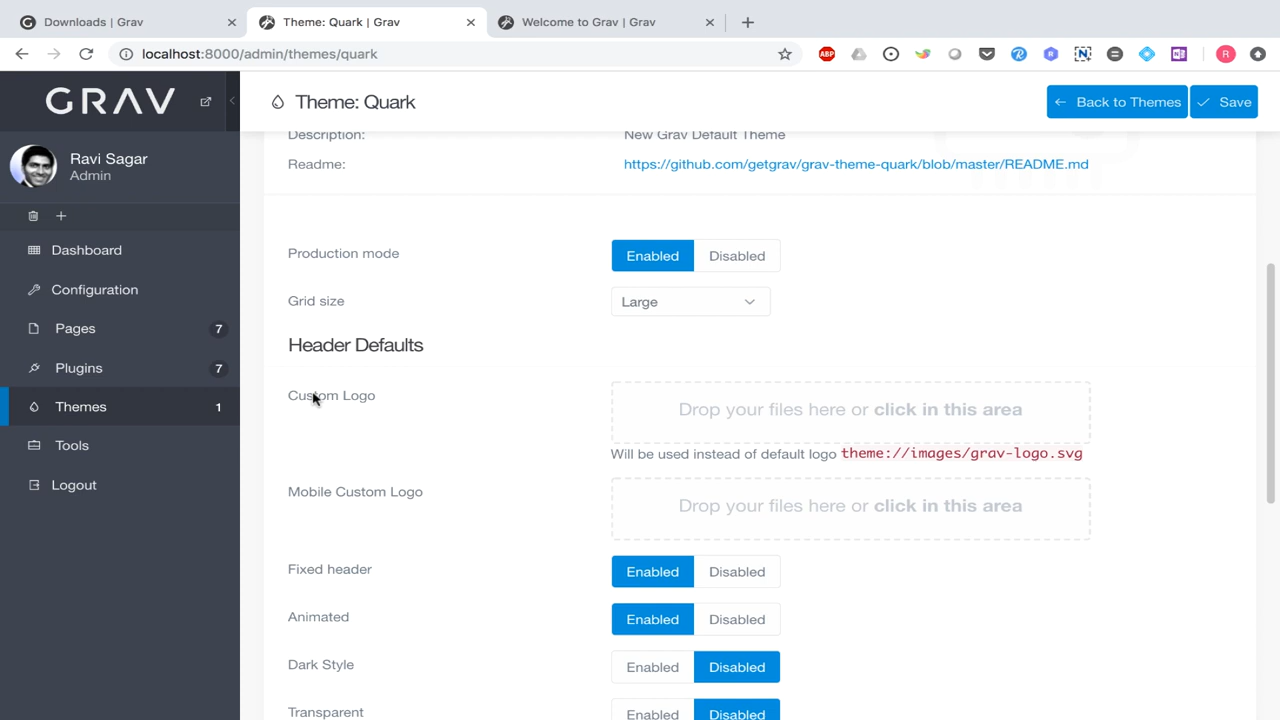 Downloads | Grav
Theme: Quark | Grav
Welcome to Grav | Grav
localhost:8000/admin/themes/quark
ABP
R
GRAV
Theme: Quark
Back to Themes
Save
Ravi Sagar
Admin
Dashboard
Configuration
Pages 7
Plugins 7
Themes 1
Tools
Logout
Description: New Grav Default Theme
Readme: https://github.com/getgrav/grav-theme-quark/blob/master/README.md
Production mode Enabled Disabled
Grid size Large
Header Defaults
Custom Logo Drop your files here or click in this area
Will be used instead of default logo theme://images/grav-logo.svg
Mobile Custom Logo Drop your files here or click in this area
Fixed header Enabled Disabled
Animated Enabled Disabled
Dark Style Enabled Disabled
Transparent Enabled Disabled